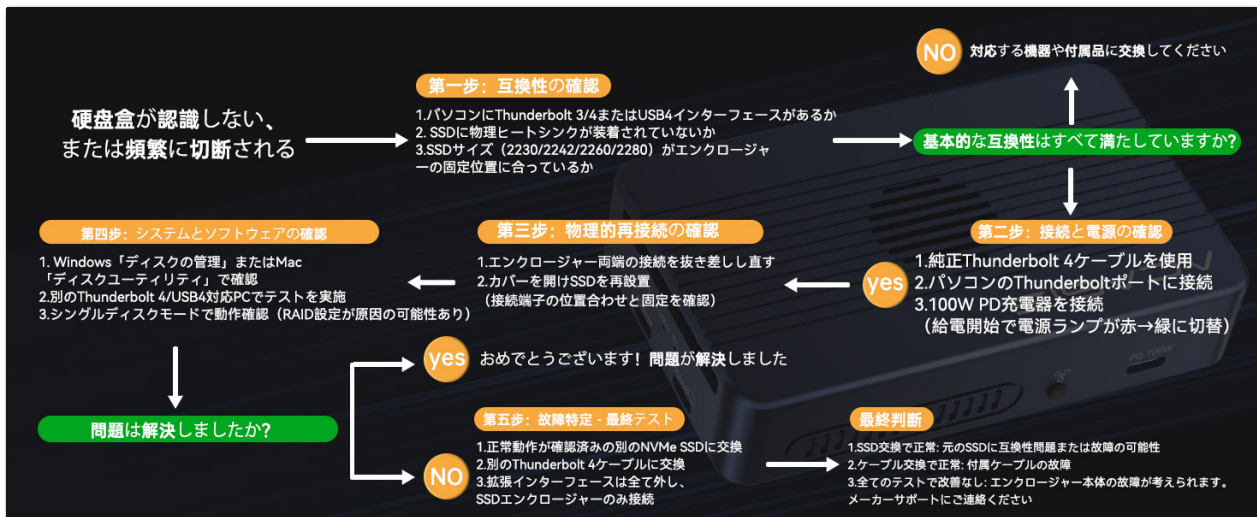 硬盘盒が認識しない、
または頻繁に切断される
第一步：互換性の確認
1.パソコンにThunderbolt 3/4またはUSB4インターフェースがあるか
2. SSDに物理ヒートシンクが装着されていないか
3.SSDサイズ（2230/2242/2260/2280）がエンクロージャ
ーの固定位置に合っているか
NO
対応する機器や付属品に交換してください
基本的な互換性はすべて満たしていますか?
第二步：接続と電源の確認
yes
1.純正Thunderbolt 4ケーブルを使用
2.パソコンのThunderboltポートに接続
3.100W PD充電器を接続
（給電開始で電源ランプが赤→緑に切替）
第三步：物理的再接続の確認
1.エンクロージャー両端の接続を抜き差しし直す
2.カバーを開けSSDを再設置
（接続端子の位置合わせと固定を確認）
第四步：システムとソフトウェアの確認
1. Windows「ディスクの管理」またはMac
「ディスクユーティリティ」で確認
2.別のThunderbolt 4/USB4対応PCでテストを実施
3.シングルディスクモードで動作確認（RAID設定が原因の可能性あり）
問題は解決しましたか?
yes
おめでとうございます！問題が解決しました
NO
第五步：故障特定 - 最終テスト
1.正常動作が確認済みの別のNVMe SSDに交換
2.別のThunderbolt 4ケーブルに交換
3.拡張インターフェースは全て外し、
SSDエンクロージャーのみ接続
最終判断
1.SSD交換で正常: 元のSSDに互換性問題または故障の可能性
2.ケーブル交換で正常: 付属ケーブルの故障
3.全てのテストで改善なし: エンクロージャー本体の故障が考えられます。
メーカーサポートにご連絡ください
PD 100W